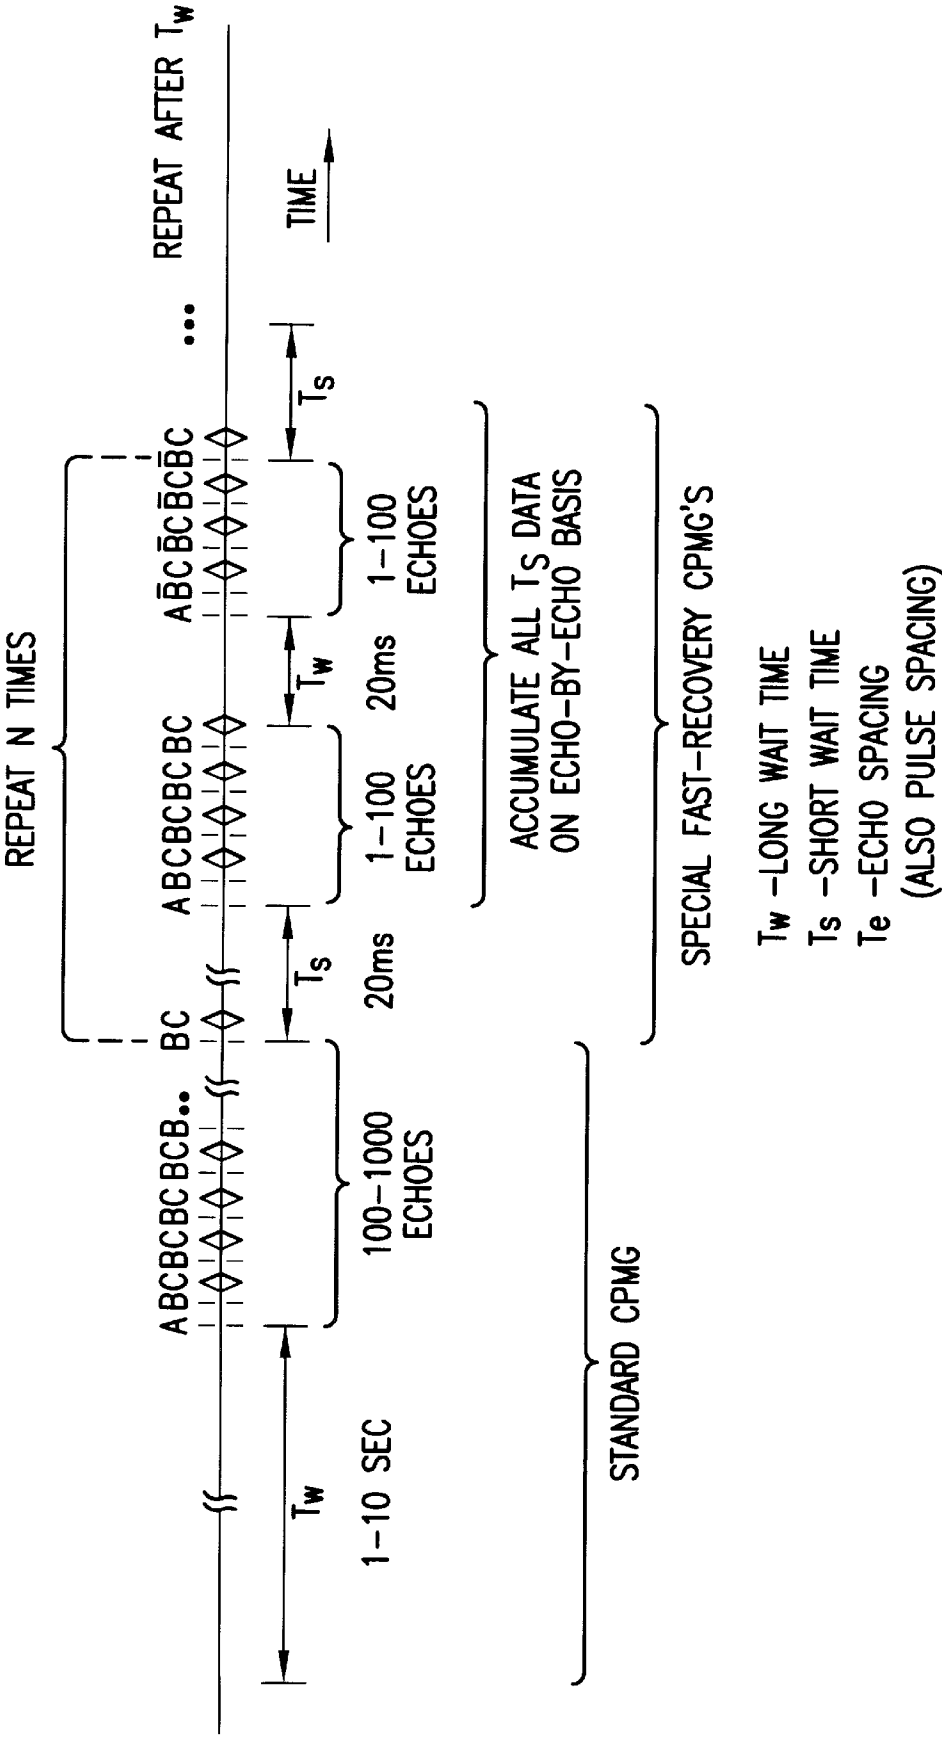 REPEAT N TIMES
REPEAT AFTER Tw
ABCBCBCBCB..
BC
ABCBCBCBC
AB̅CB̅CB̅CB̅C
...
Tw
Ts
Tw
Ts
TIME
1–10 SEC
100–1000
ECHOES
20ms
1–100
ECHOES
20ms
1–100
ECHOES
ACCUMULATE ALL Ts DATA
ON ECHO–BY–ECHO BASIS
STANDARD CPMG
SPECIAL FAST–RECOVERY CPMG'S
Tw –LONG WAIT TIME
Ts –SHORT WAIT TIME
Te –ECHO SPACING
(ALSO PULSE SPACING)